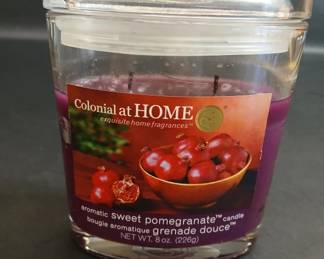 Colonial at HOME
exquisite home fragrances™
aromatic sweet pomegranate™ candle
bougie aromatique grenade douce™
NET WT. 8 oz. (226g)